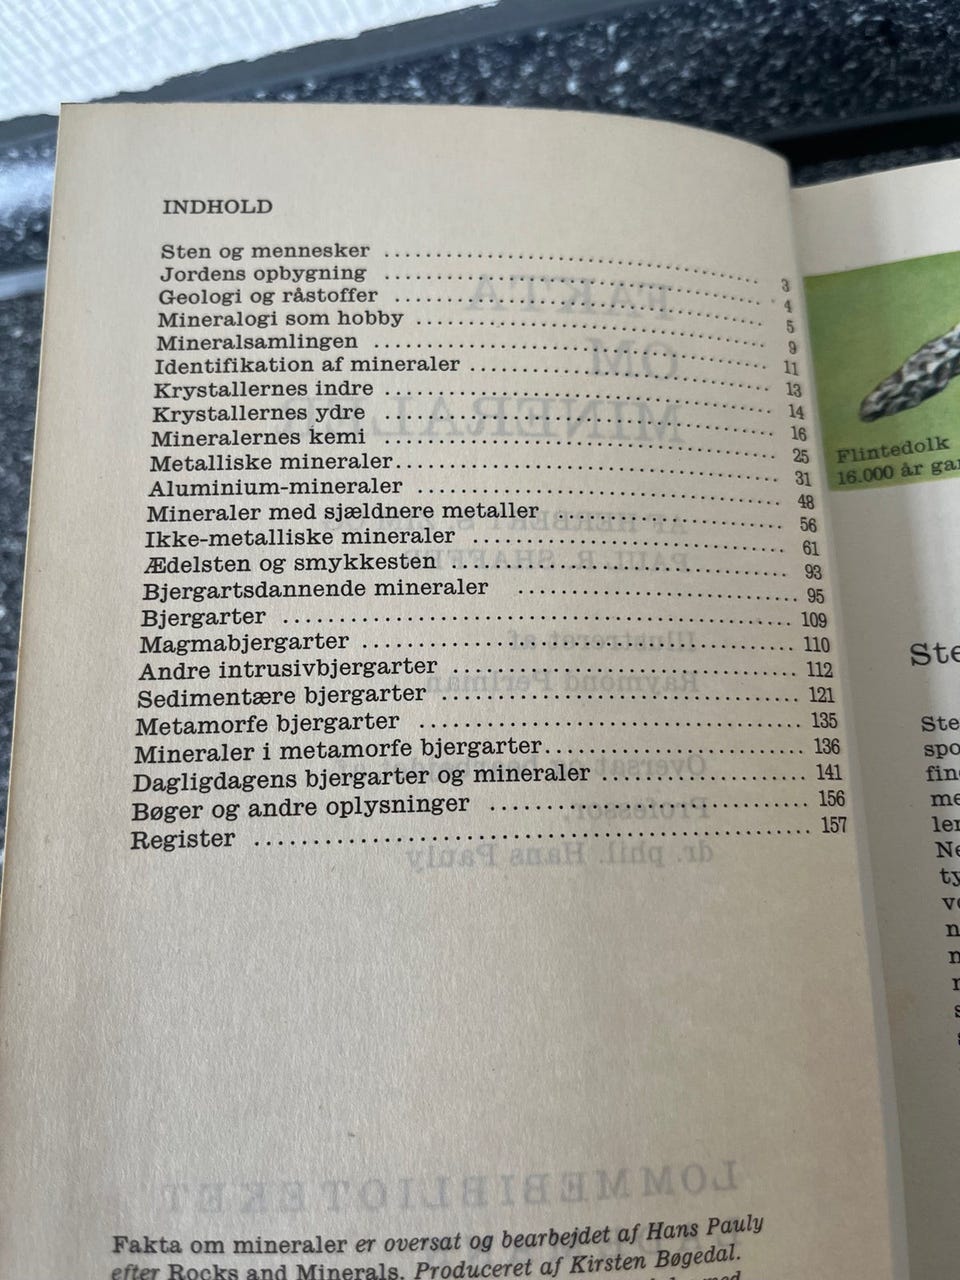 INDHOLD
Sten og mennesker ........ 3
Jordens opbygning ........ 4
Geologi og råstoffer ........ 5
Mineralogi som hobby ........ 9
Mineralsamlingen ........ 11
Identifikation af mineraler ........ 13
Krystallernes indre ........ 14
Krystallernes ydre ........ 16
Mineralernes kemi ........ 25
Metalliske mineraler ........ 31
Aluminium-mineraler ........ 48
Mineraler med sjældnere metaller ........ 56
Ikke-metalliske mineraler ........ 61
Ædelsten og smykkesten ........ 93
Bjergartsdannende mineraler ........ 95
Bjergarter ........ 109
Magmabjergarter ........ 110
Andre intrusivbjergarter ........ 112
Sedimentære bjergarter ........ 121
Metamorfe bjergarter ........ 135
Mineraler i metamorfe bjergarter ........ 136
Dagligdagens bjergarter og mineraler ........ 141
Bøger og andre oplysninger ........ 156
Register ........ 157
Fakta om mineraler er oversat og bearbejdet af Hans Pauly
efter Rocks and Minerals. Produceret af Kirsten Bøgedal.
Flintedolk
16.000 år